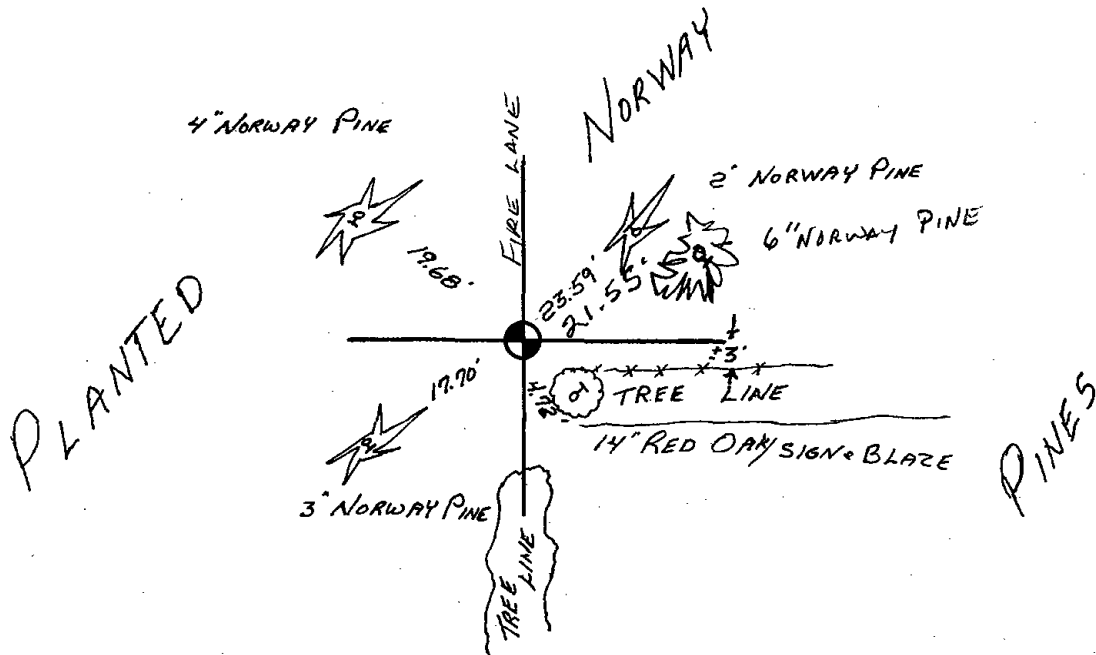 NORWAY
4" NORWAY PINE
FIRE LANE
2" NORWAY PINE
6" NORWAY PINE
19.68'
23.59'
21.55'
PLANTED
±3'
17.70'
TREE LINE
14" RED OAK SIGN & BLAZE
PINES
3" NORWAY PINE
TREE LINE